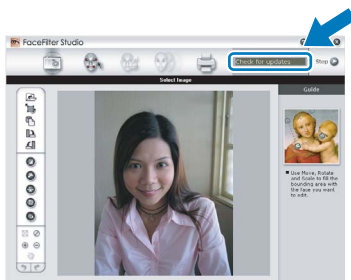 FaceFilter Studio
Check for updates
Stop
Select Image
Guide
Use Move, Rotate
and Scale to fill the
bounding area with
the face you want
to edit.